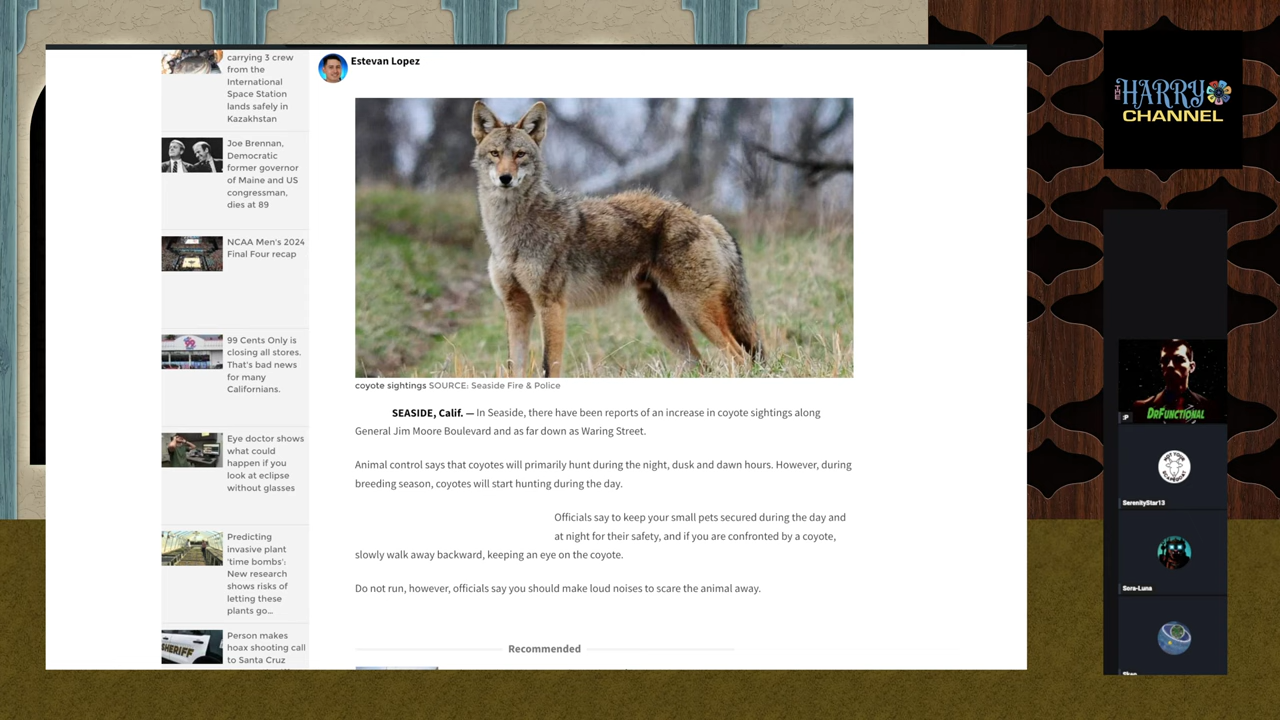 carrying 3 crew
from the
International
Space Station
lands safely in
Kazakhstan
Joe Brennan,
Democratic
former governor
of Maine and US
congressman,
dies at 89
NCAA Men's 2024
Final Four recap
99 Cents Only is
closing all stores.
That's bad news
for many
Californians.
Eye doctor shows
what could
happen if you
look at eclipse
without glasses
Predicting
invasive plant
'time bombs':
New research
shows risks of
letting these
plants go...
Person makes
hoax shooting call
to Santa Cruz
SHERIFF
Estevan Lopez
coyote sightings SOURCE: Seaside Fire & Police
SEASIDE, Calif. — In Seaside, there have been reports of an increase in coyote sightings along
General Jim Moore Boulevard and as far down as Waring Street.
Animal control says that coyotes will primarily hunt during the night, dusk and dawn hours. However, during
breeding season, coyotes will start hunting during the day.
Officials say to keep your small pets secured during the day and
at night for their safety, and if you are confronted by a coyote,
slowly walk away backward, keeping an eye on the coyote.
Do not run, however, officials say you should make loud noises to scare the animal away.
Recommended
THE HARRY
CHANNEL
DRFUNCTIONAL
:P
NOT YOUR
SCAPEGOAT
SerenityStar13
Sora-Luna